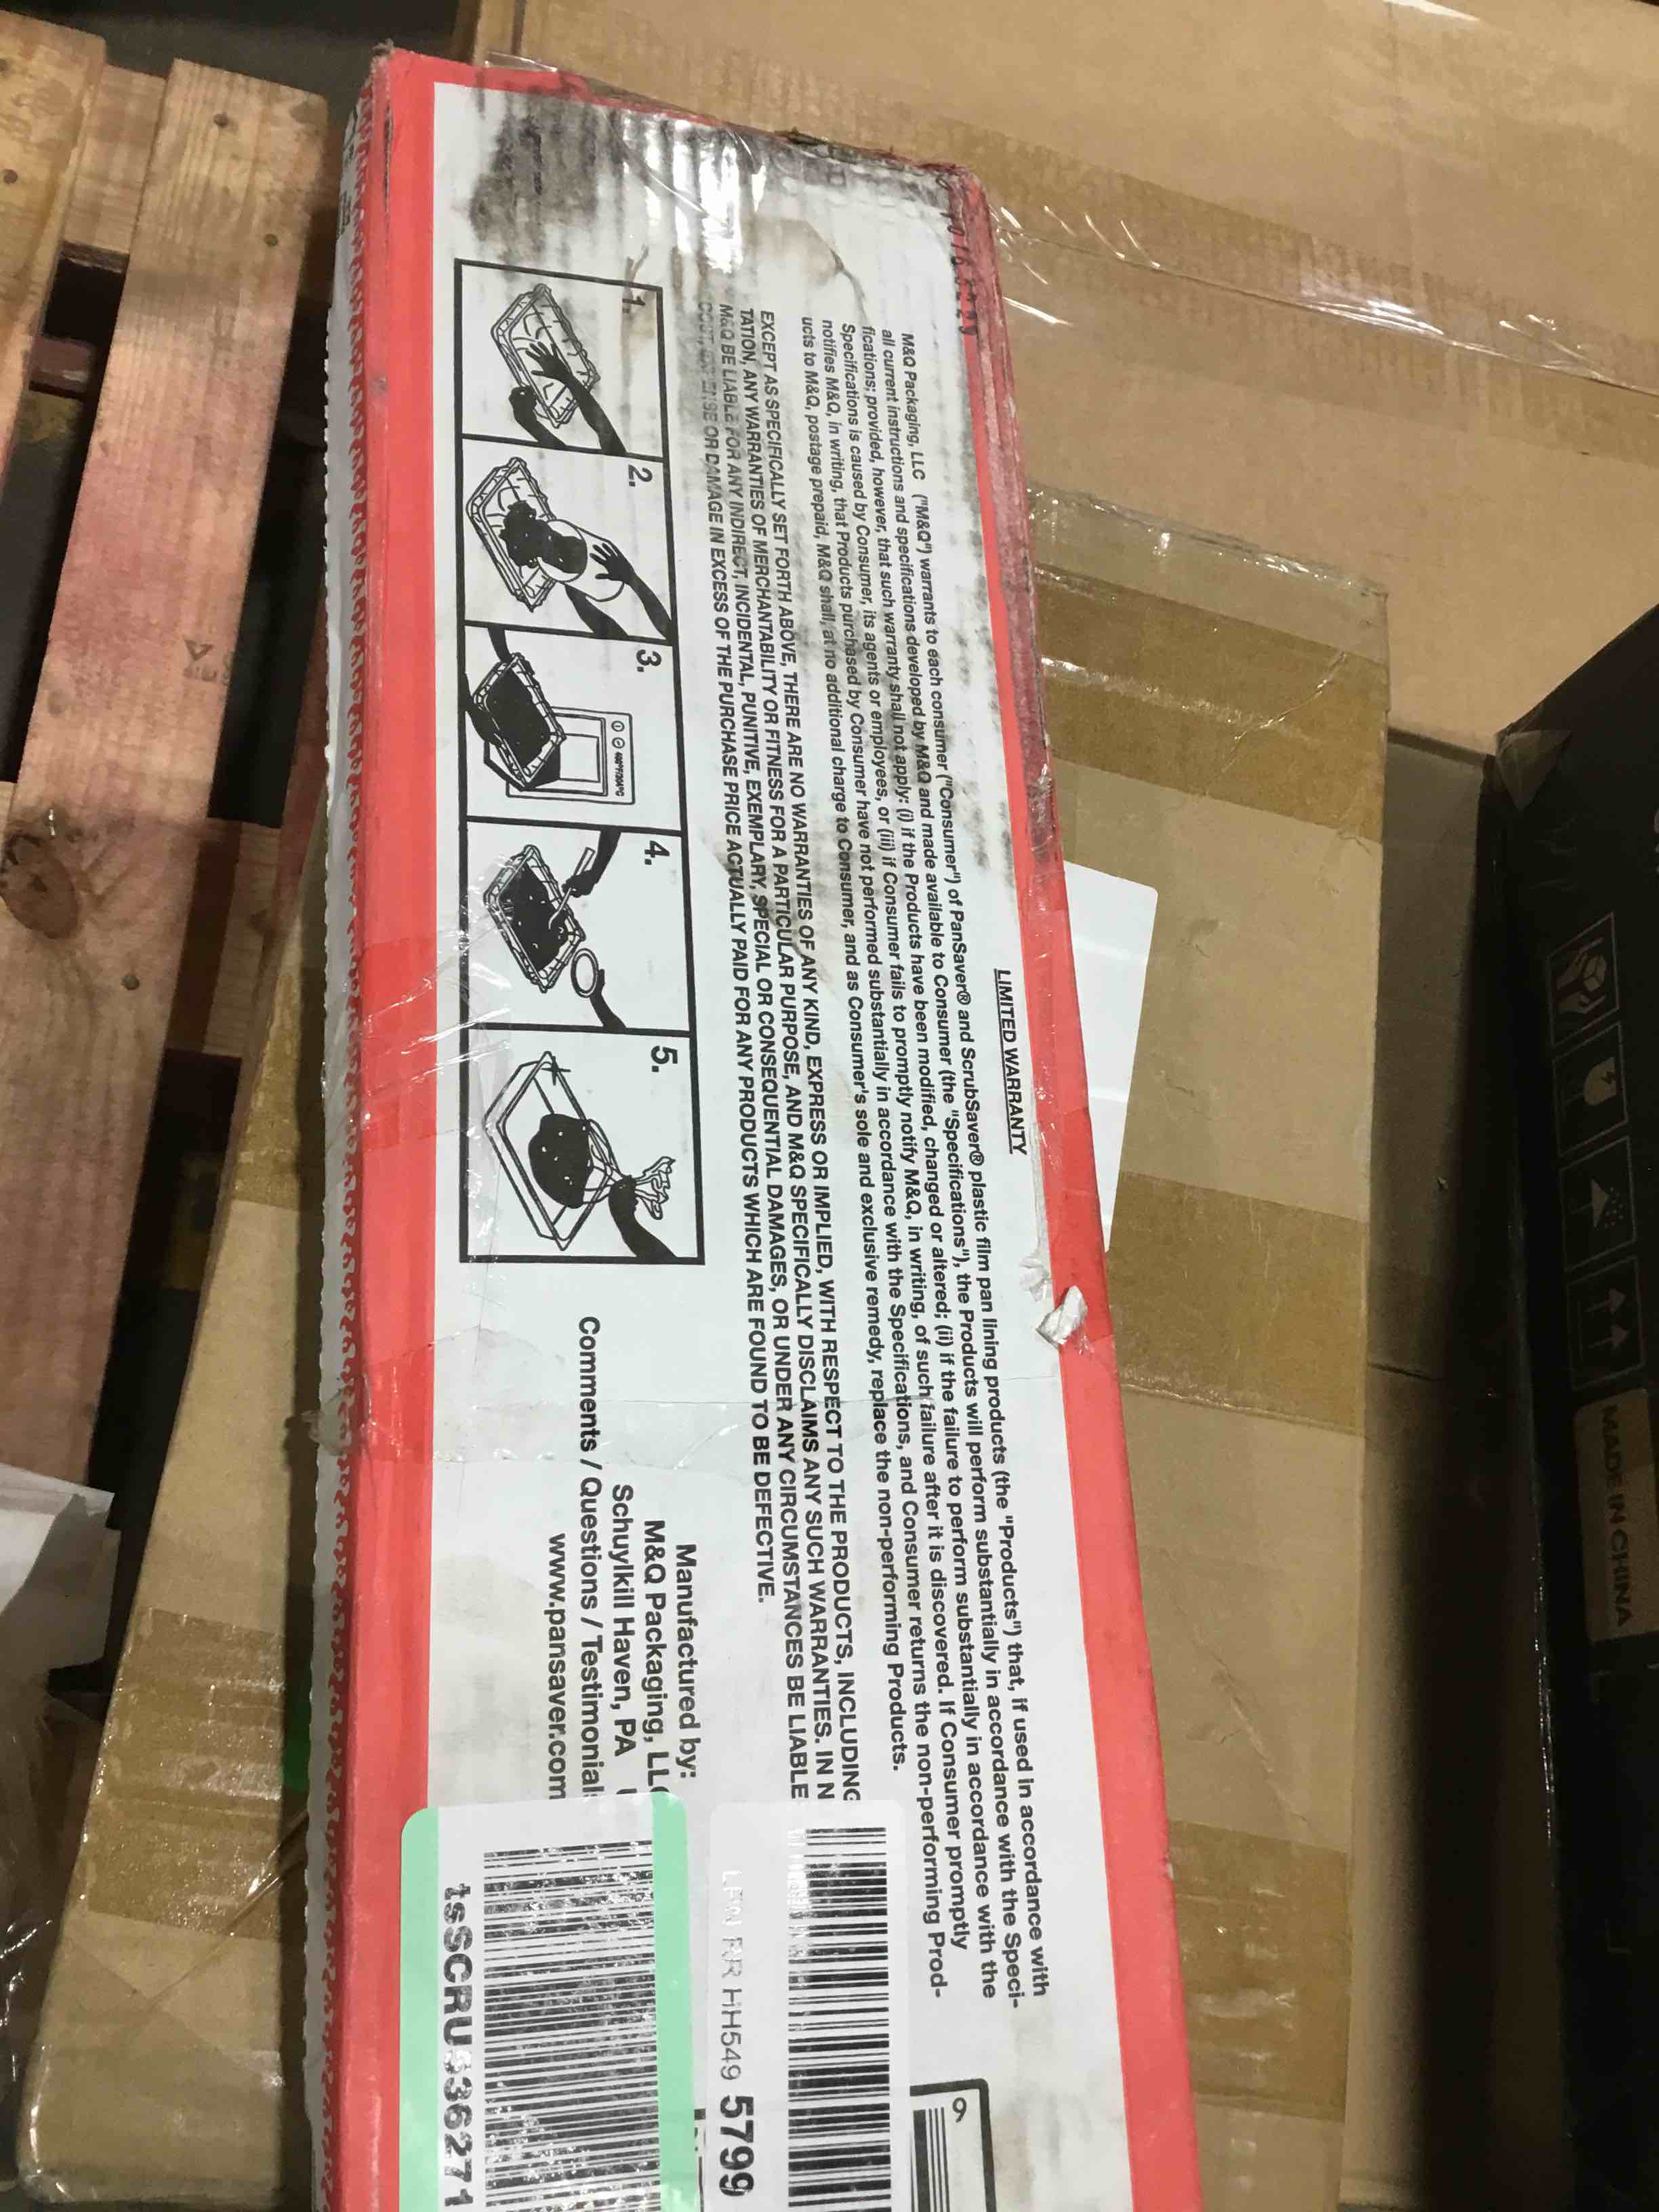 LIMITED WARRANTY
M&Q Packaging, LLC ("M&Q") warrants to each consumer ("Consumer") of PanSaver® and ScrubSaver® plastic film pan lining products (the "Products") that, if used in accordance with
all current instructions and specifications developed by M&Q and made available to Consumer (the "Specifications"), the Products will perform substantially in accordance with the Speci-
fications; provided, however, that such warranty shall not apply: (i) if the Products have been modified, changed or altered; (ii) if the failure to perform substantially in accordance with the
Specifications is caused by Consumer, its agents or employees, or (iii) if Consumer fails to promptly notify M&Q, in writing, of such failure after it is discovered. If Consumer promptly
notifies M&Q, in writing, that Products purchased by Consumer have not performed substantially in accordance with the Specifications, and Consumer returns the non-performing Prod-
ucts to M&Q, postage prepaid, M&Q shall, at no additional charge to Consumer, and as Consumer's sole and exclusive remedy, replace the non-performing Products.
EXCEPT AS SPECIFICALLY SET FORTH ABOVE, THERE ARE NO WARRANTIES OF ANY KIND, EXPRESS OR IMPLIED, WITH RESPECT TO THE PRODUCTS, INCLUDING
TATION, ANY WARRANTIES OF MERCHANTABILITY OR FITNESS FOR A PARTICULAR PURPOSE, AND M&Q SPECIFICALLY DISCLAIMS ANY SUCH WARRANTIES. IN N
M&Q BE LIABLE FOR ANY INDIRECT, INCIDENTAL, PUNITIVE, EXEMPLARY, SPECIAL OR CONSEQUENTIAL DAMAGES, OR UNDER ANY CIRCUMSTANCES BE LIABLE
OR DAMAGE IN EXCESS OF THE PURCHASE PRICE ACTUALLY PAID FOR ANY PRODUCTS WHICH ARE FOUND TO BE DEFECTIVE.
1.
2.
3.
400°F/204°C
4.
5.
Manufactured by:
M&Q Packaging, LL
Schuylkill Haven, PA
Comments / Questions / Testimonial
www.pansaver.com
LPN RR HH549 5799
tsSCRU636271
9
MADE IN CHINA